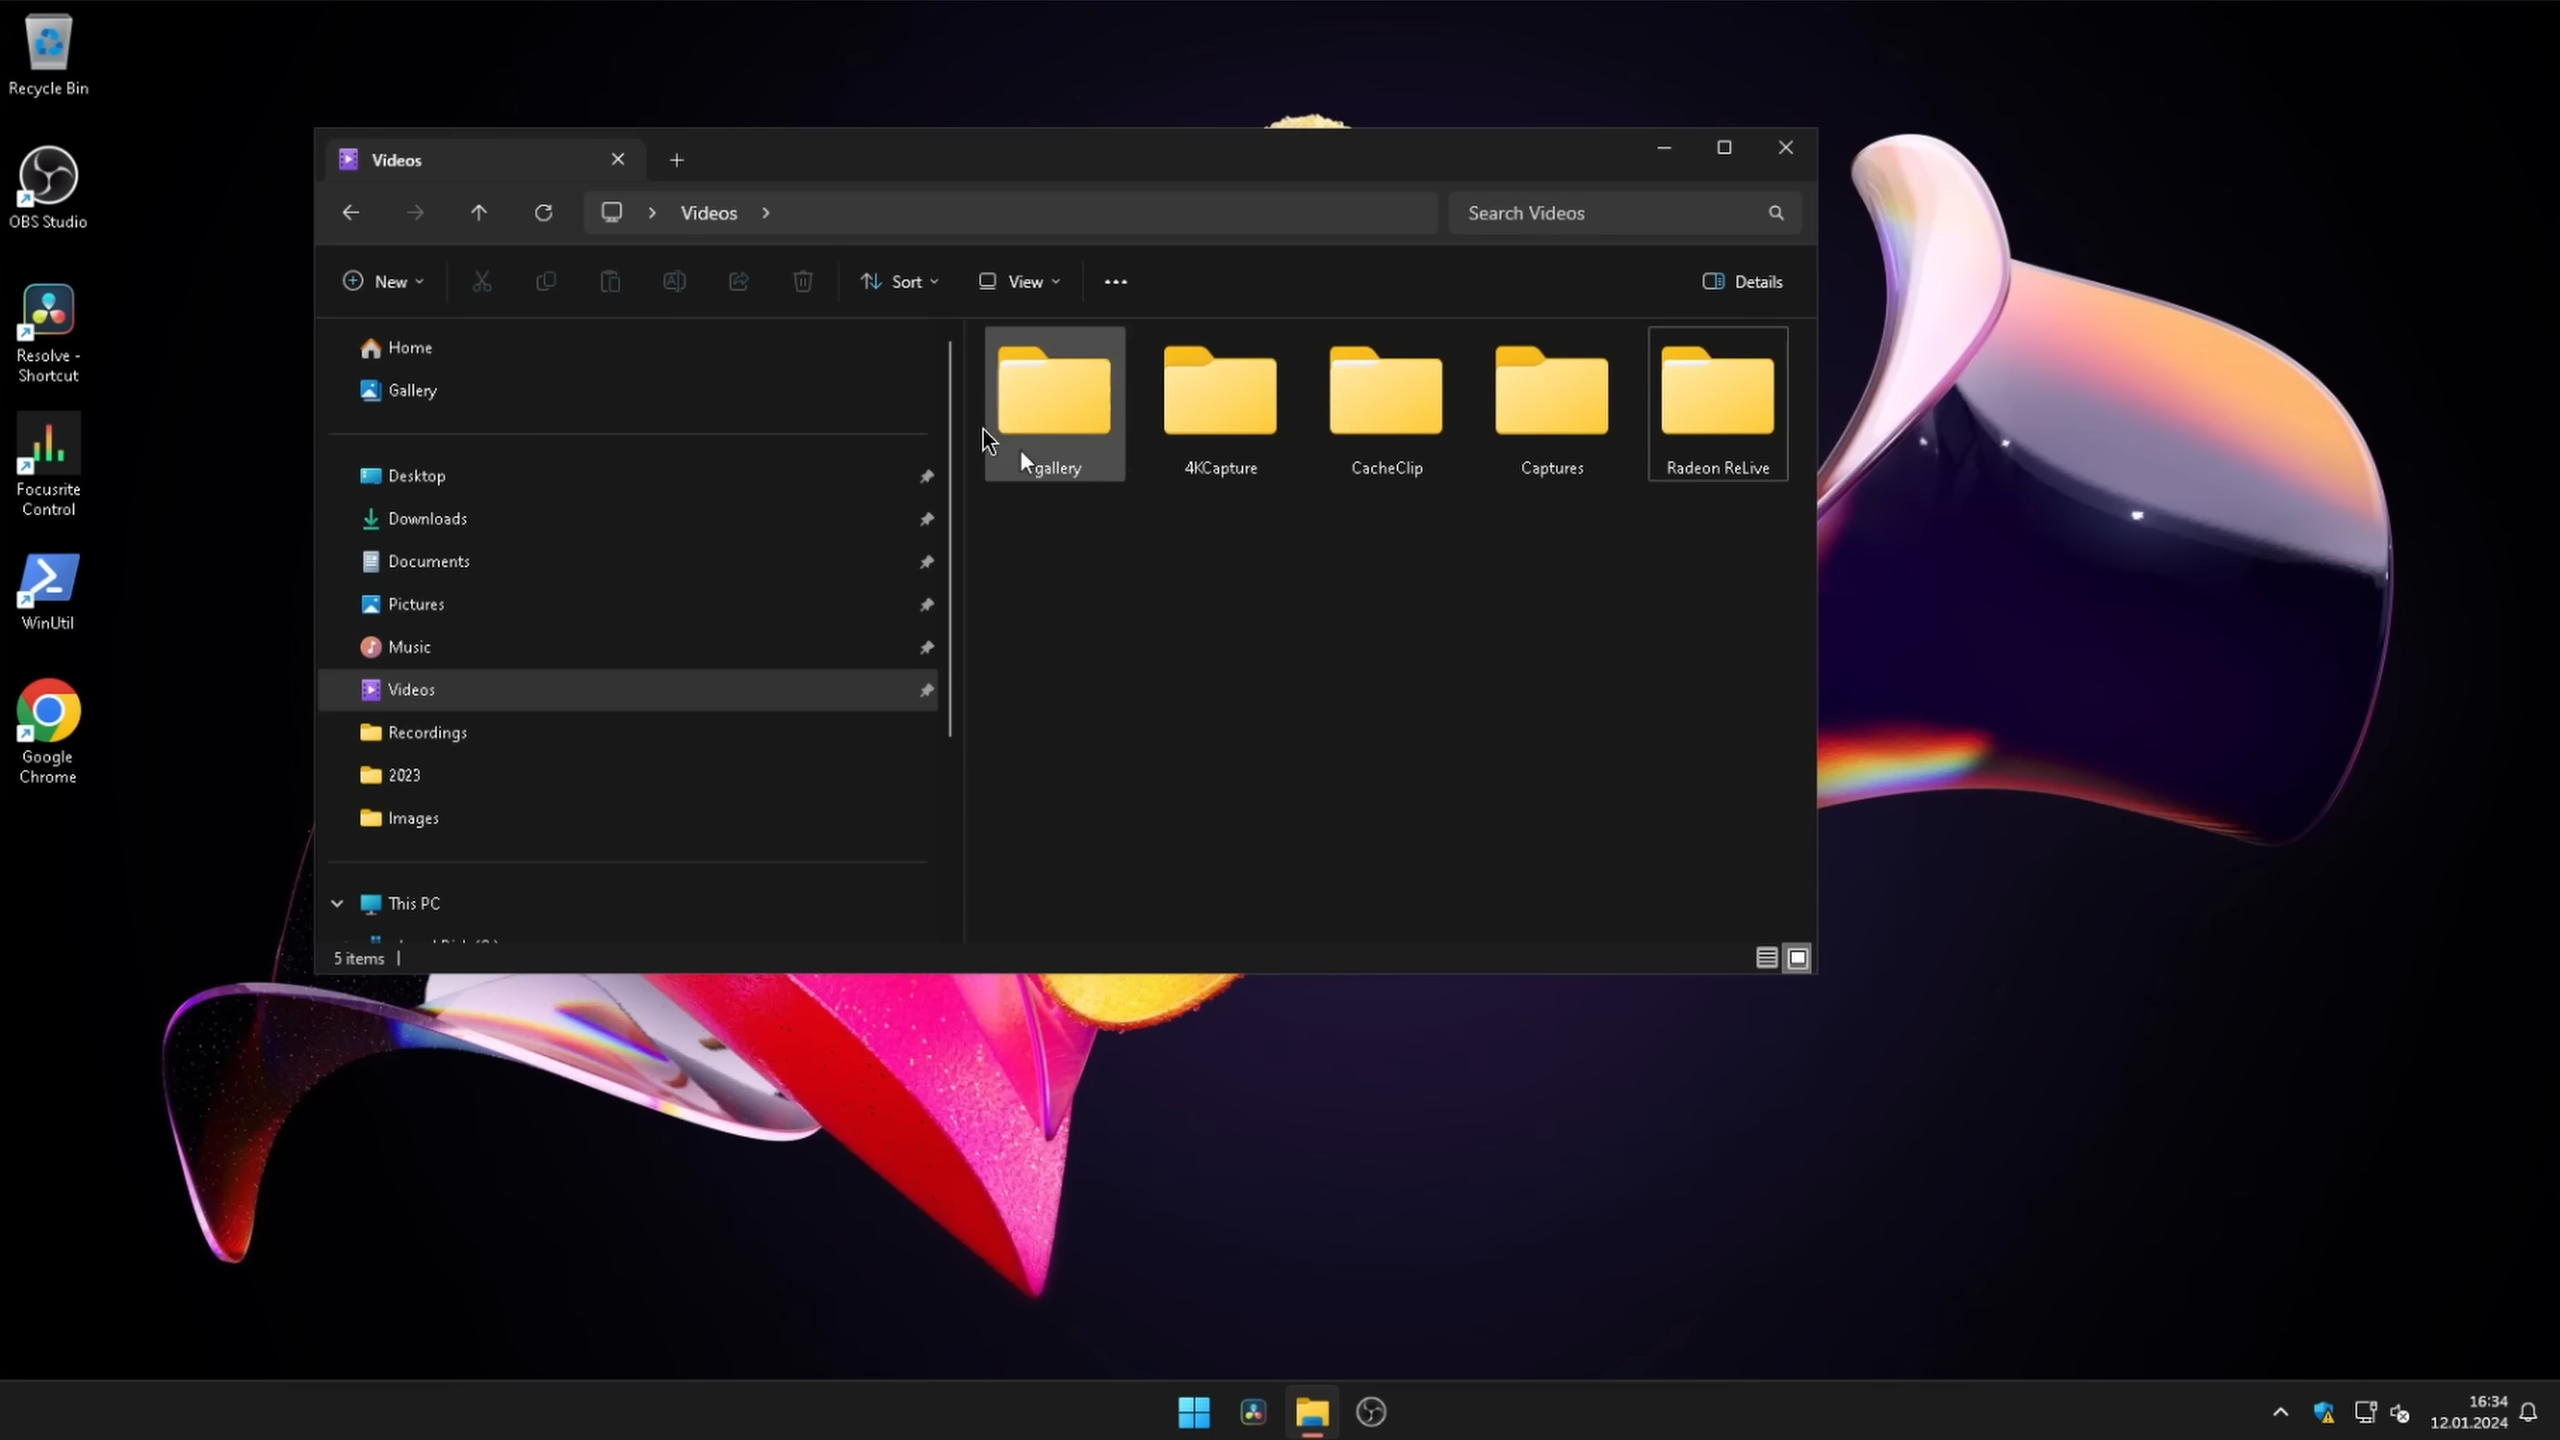 Recycle Bin
OBS Studio
Resolve -
Shortcut
Focusrite
Control
WinUtil
Google
Chrome
Videos
Videos
Search Videos
New
Sort
View
Details
Home
Gallery
Desktop
Downloads
Documents
Pictures
Music
Videos
Recordings
2023
Images
This PC
gallery
4KCapture
CacheClip
Captures
Radeon ReLive
5 items
16:34
12.01.2024